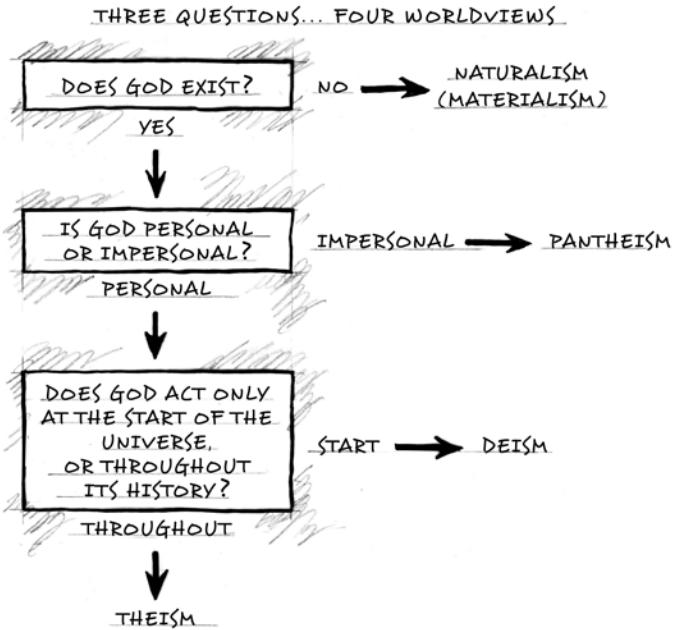 THREE QUESTIONS... FOUR WORLDVIEWS
DOES GOD EXIST?
NO
NATURALISM
(MATERIALISM)
YES
IS GOD PERSONAL
OR IMPERSONAL?
IMPERSONAL
PANTHEISM
PERSONAL
DOES GOD ACT ONLY
AT THE START OF THE
UNIVERSE,
OR THROUGHOUT
ITS HISTORY?
START
DEISM
THROUGHOUT
THEISM